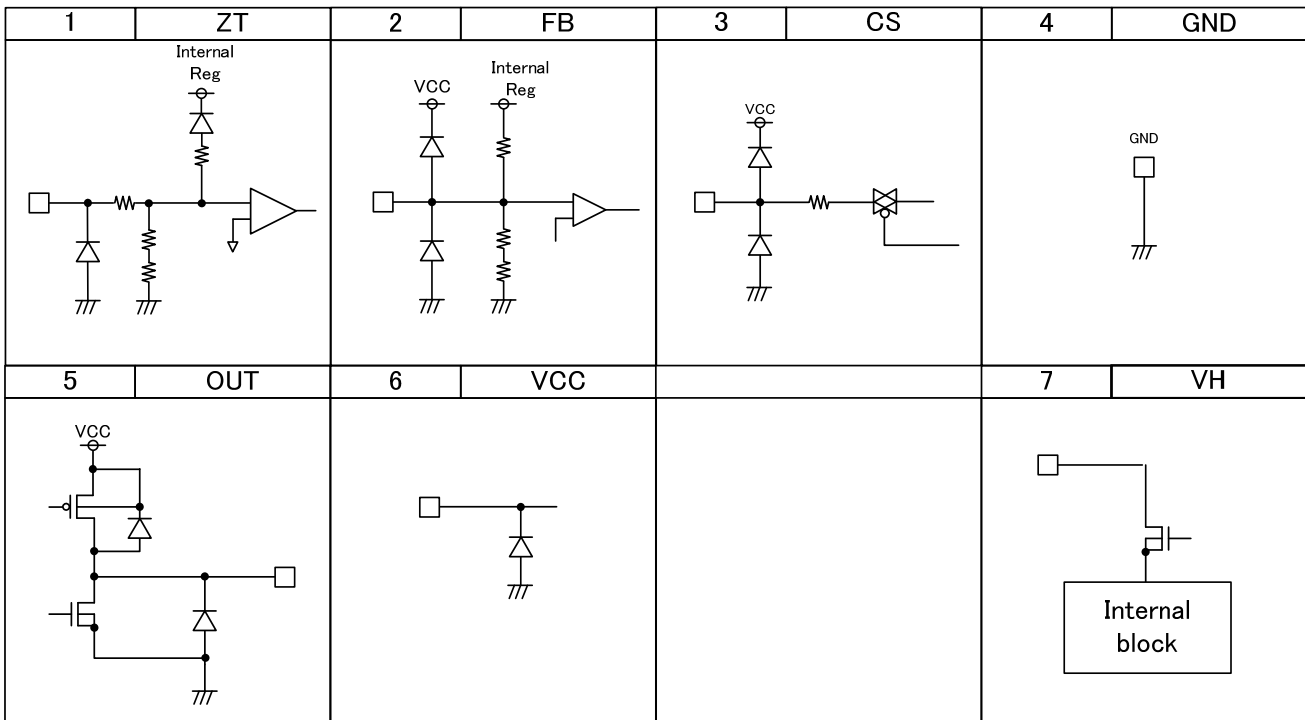 1 ZT 2 FB 3 CS 4 GND
Internal
Reg
VCC
Internal
Reg
VCC
GND
5 OUT 6 VCC 7 VH
VCC
Internal
block